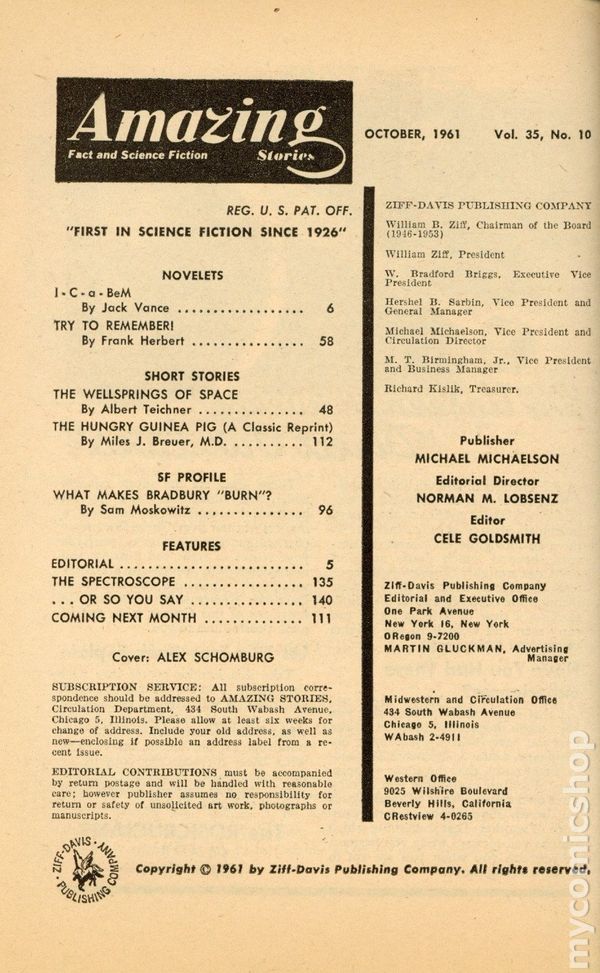 Amazing
Fact and Science Fiction Stories
OCTOBER, 1961 Vol. 35, No. 10
REG. U. S. PAT. OFF.
"FIRST IN SCIENCE FICTION SINCE 1926"
NOVELETS
I-C-a-BeM
By Jack Vance .................. 6
TRY TO REMEMBER!
By Frank Herbert ................ 58
SHORT STORIES
THE WELLSPRINGS OF SPACE
By Albert Teichner ............... 48
THE HUNGRY GUINEA PIG (A Classic Reprint)
By Miles J. Breuer, M.D. .......... 112
SF PROFILE
WHAT MAKES BRADBURY "BURN"?
By Sam Moskowitz ............... 96
FEATURES
EDITORIAL .......................... 5
THE SPECTROSCOPE ................. 135
... OR SO YOU SAY ................ 140
COMING NEXT MONTH .............. 111
Cover: ALEX SCHOMBURG
SUBSCRIPTION SERVICE: All subscription corre-
spondence should be addressed to AMAZING STORIES,
Circulation Department, 434 South Wabash Avenue,
Chicago 5, Illinois. Please allow at least six weeks for
change of address. Include your old address, as well as
new—enclosing if possible an address label from a re-
cent issue.
EDITORIAL CONTRIBUTIONS must be accompanied
by return postage and will be handled with reasonable
care; however publisher assumes no responsibility for
return or safety of unsolicited art work, photographs or
manuscripts.
ZIFF-DAVIS PUBLISHING COMPANY
William B. Ziff, Chairman of the Board
(1946-1953)
William Ziff, President
W. Bradford Briggs, Executive Vice
President
Hershel B. Sarbin, Vice President and
General Manager
Michael Michaelson, Vice President and
Circulation Director
M. T. Birmingham, Jr., Vice President
and Business Manager
Richard Kislik, Treasurer.
Publisher
MICHAEL MICHAELSON
Editorial Director
NORMAN M. LOBSENZ
Editor
CELE GOLDSMITH
Ziff-Davis Publishing Company
Editorial and Executive Office
One Park Avenue
New York 16, New York
ORegon 9-7200
MARTIN GLUCKMAN, Advertising
Manager
Midwestern and Circulation Office
434 South Wabash Avenue
Chicago 5, Illinois
WAbash 2-4911
Western Office
9025 Wilshire Boulevard
Beverly Hills, California
CRestview 4-0265
ZIFF-DAVIS PUBLISHING COMPANY
Copyright © 1961 by Ziff-Davis Publishing Company. All rights reserved,
mycomicshop